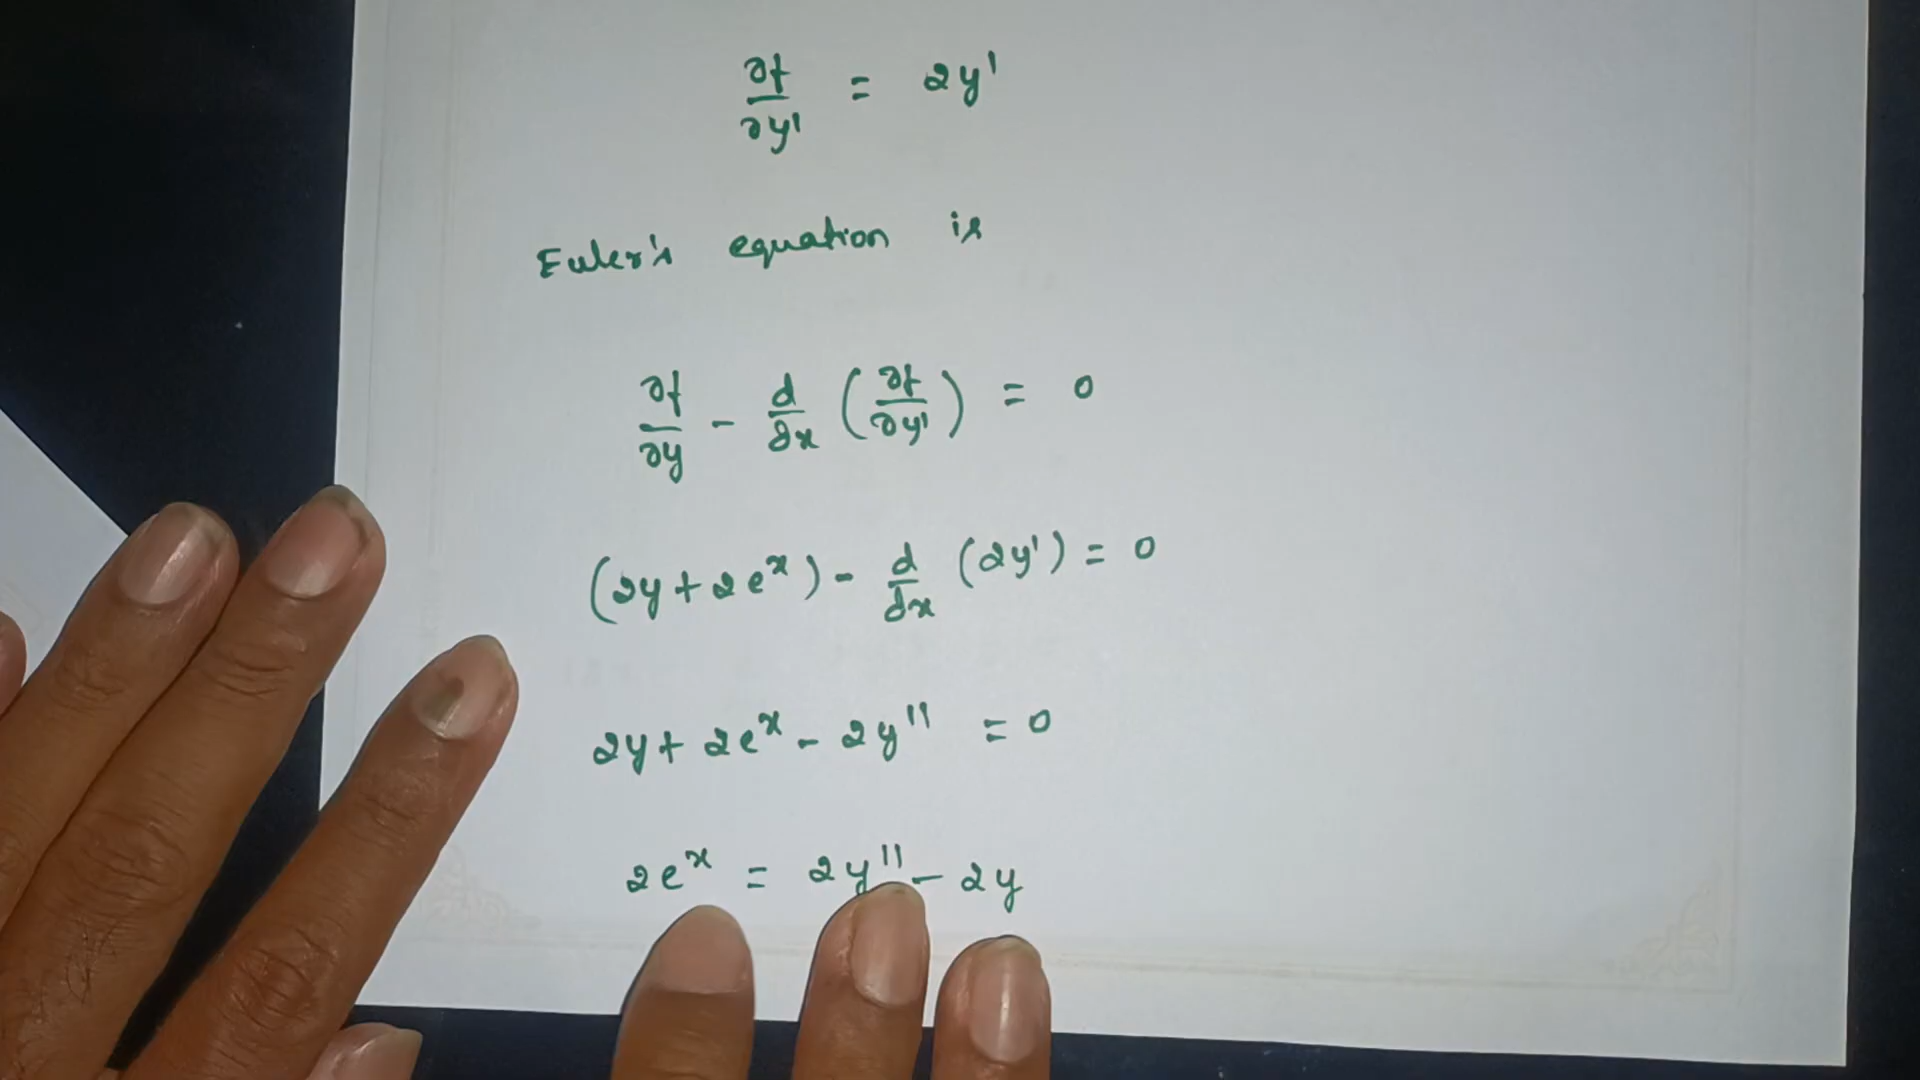 ∂f/∂y' = 2y'
Euler's equation is
∂f/∂y - d/dx (∂f/∂y') = 0
(2y + 2e^x) - d/dx (2y') = 0
2y + 2e^x - 2y'' = 0
2e^x = 2y'' - 2y